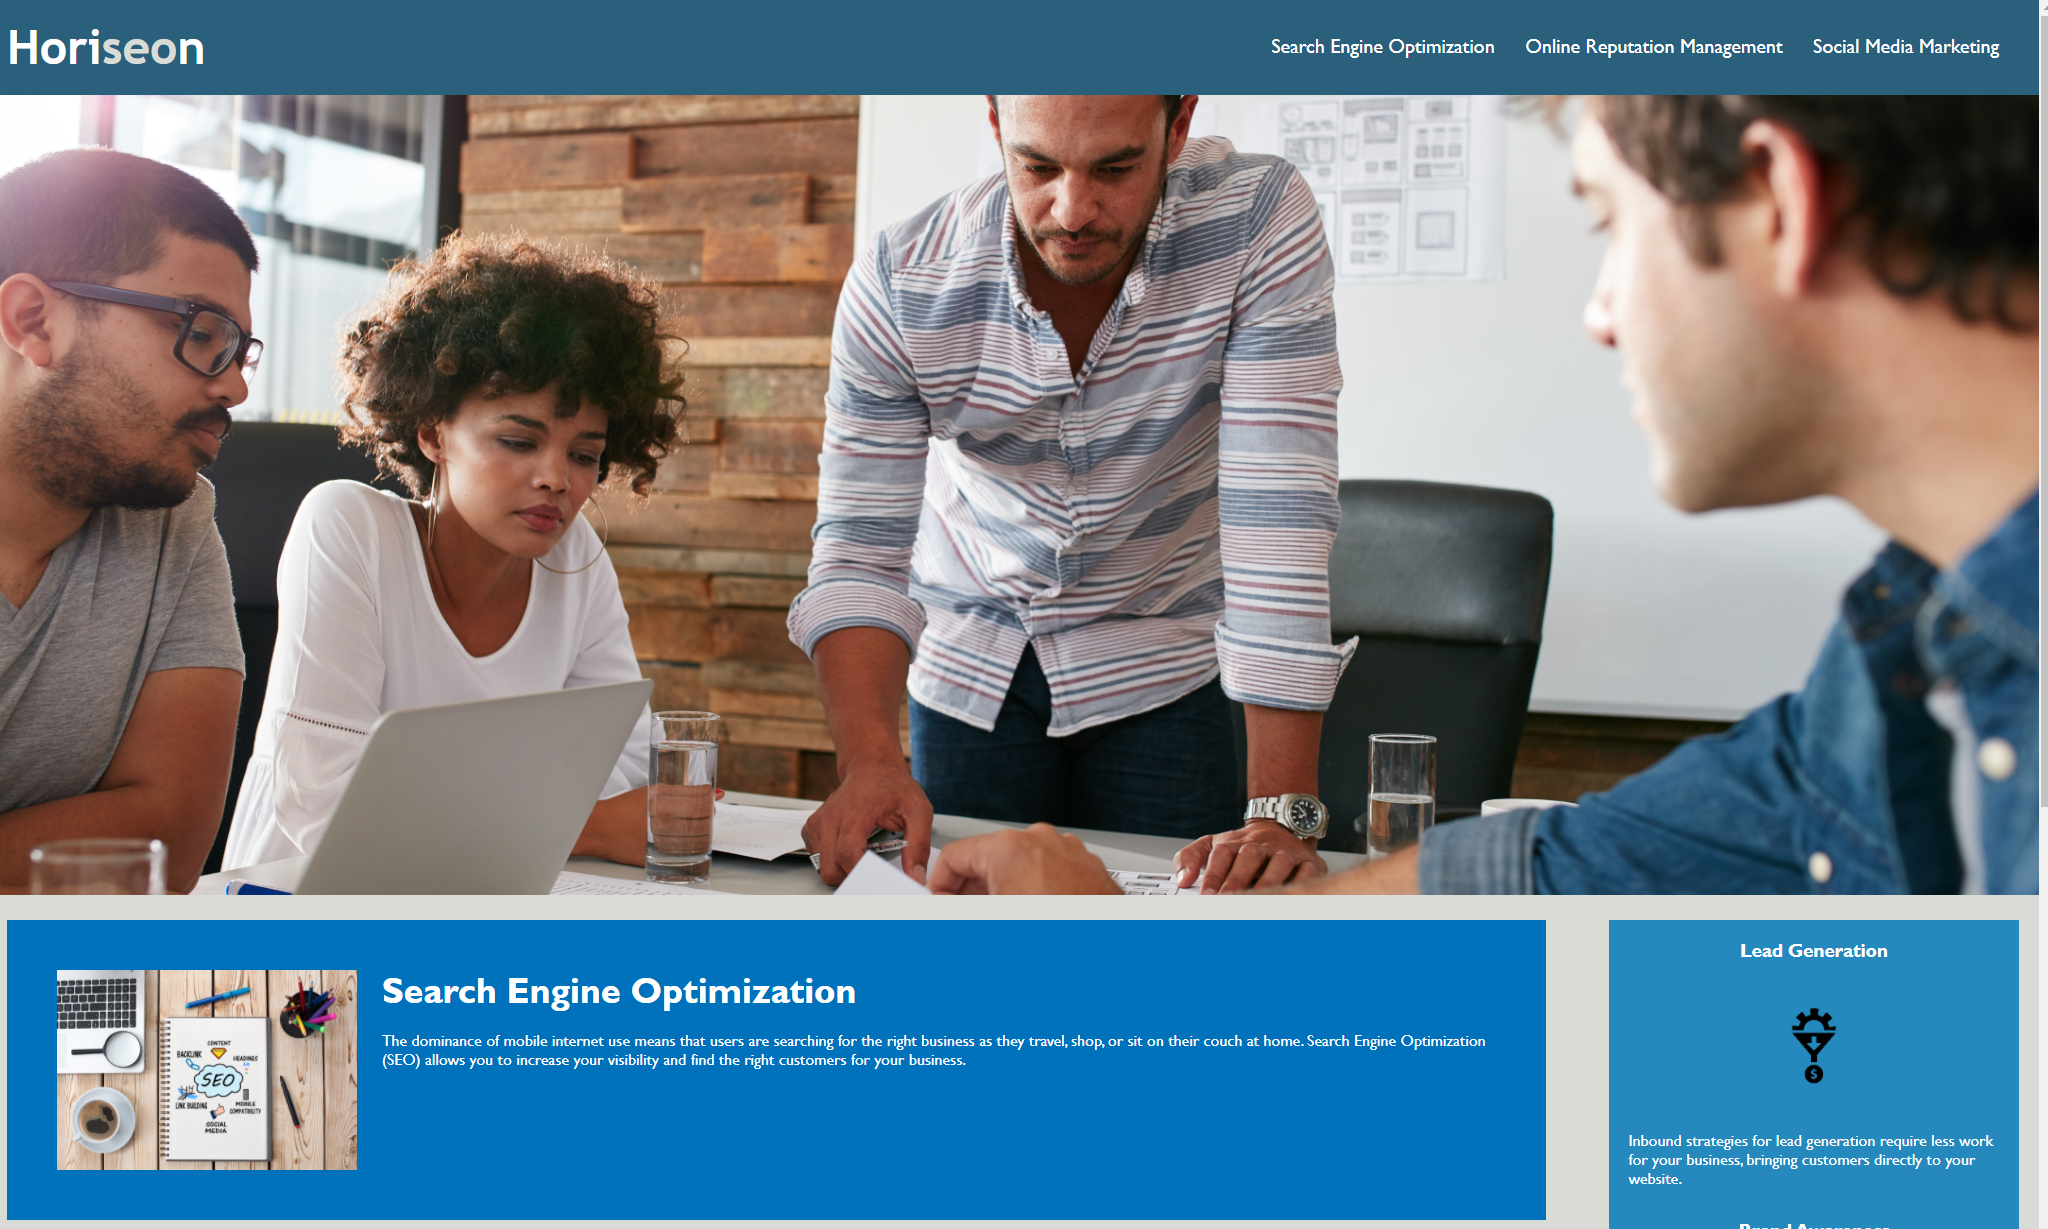 Horiseon
Search Engine Optimization
Online Reputation Management
Social Media Marketing
Search Engine Optimization
The dominance of mobile internet use means that users are searching for the right business as they travel, shop, or sit on their couch at home. Search Engine Optimization
(SEO) allows you to increase your visibility and find the right customers for your business.
CONTENT
BACKLINK
HEADINGS
SEO
LINK BUILDING
MOBILE
COMPATIBILITY
SOCIAL
MEDIA
Lead Generation
$
Inbound strategies for lead generation require less work
for your business, bringing customers directly to your
website.
Brand Awareness